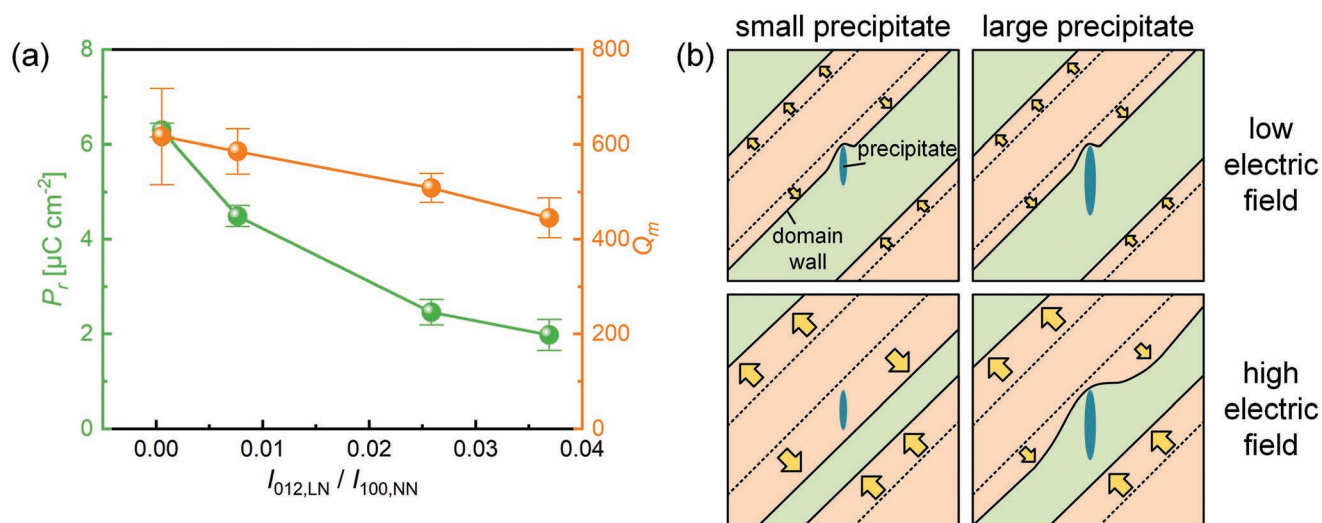 (a)
8
6
4
2
0
P_r [µC cm⁻²]
800
600
400
200
0
Q_m
0.00 0.01 0.02 0.03 0.04
I_012,LN / I_100,NN
(b)
small precipitate large precipitate
precipitate
domain
wall
low
electric
field
high
electric
field